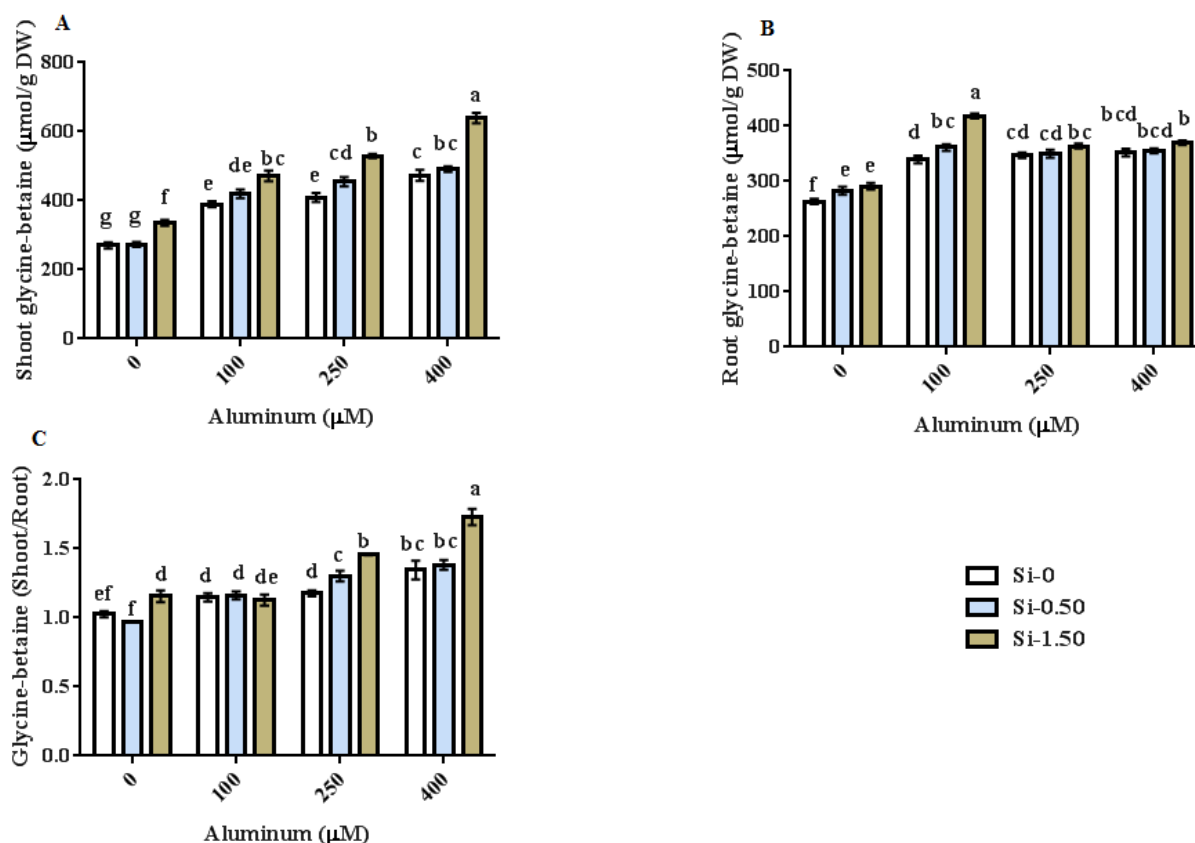 A
Shoot glycine-betaine (µmol/g DW)
800
600
400
200
0
g g f
e de bc
e cd b
c bc a
0 100 250 400
Aluminum (µM)
B
Root glycine-betaine (µmol/g DW)
500
400
300
200
100
0
f e e
d bc a
cd cd bc
bcd bcd b
0 100 250 400
Aluminum (µM)
C
Glycine-betaine (Shoot/Root)
2.0
1.5
1.0
0.5
0.0
ef f d
d d de
d c b
bc bc a
0 100 250 400
Aluminum (µM)
Si-0
Si-0.50
Si-1.50